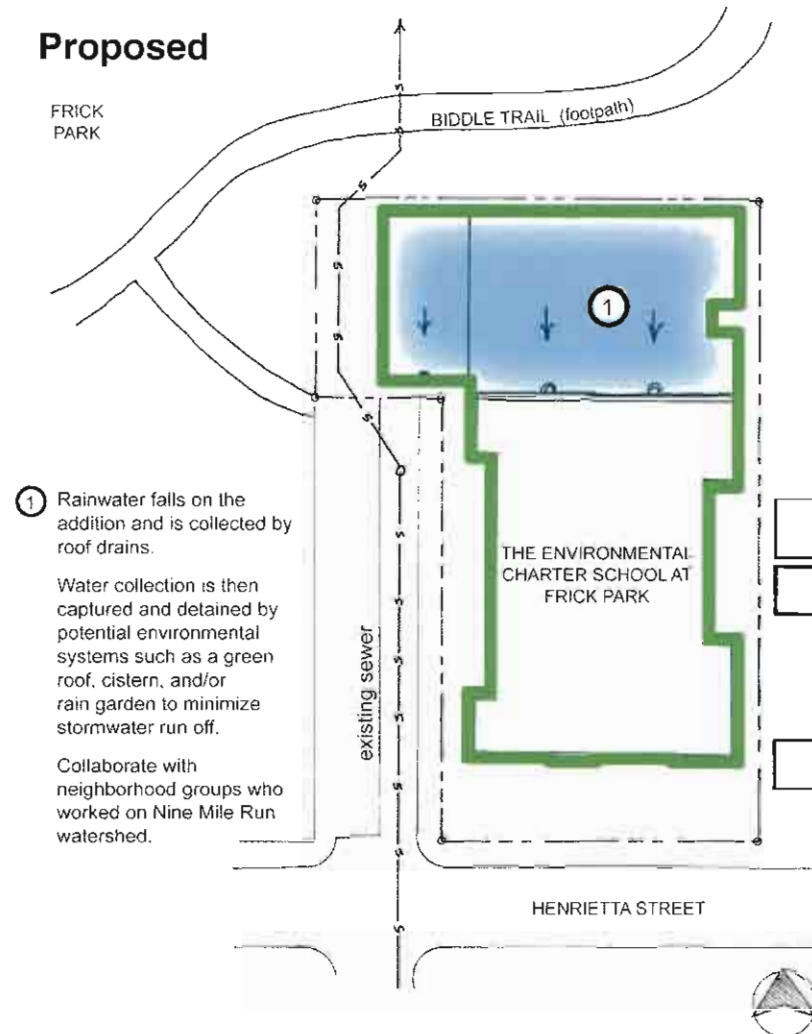 Proposed
FRICK
PARK
BIDDLE TRAIL (footpath)
1
1 Rainwater falls on the
addition and is collected by
roof drains.
Water collection is then
captured and detained by
potential environmental
systems such as a green
roof, cistern, and/or
rain garden to minimize
stormwater run off.
Collaborate with
neighborhood groups who
worked on Nine Mile Run
watershed.
THE ENVIRONMENTAL
CHARTER SCHOOL AT
FRICK PARK
existing sewer
S
S
S
S
S
S
S
S
S
S
S
S
HENRIETTA STREET